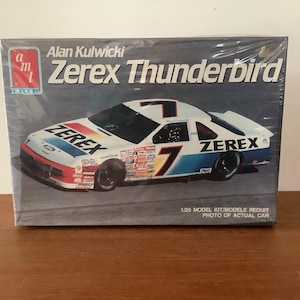 amt
ERTL
Alan Kulwicki
Zerex Thunderbird
7
ZEREX
7
ZEREX
1/25 MODEL KIT/MODELE REDUIT
PHOTO OF ACTUAL CAR